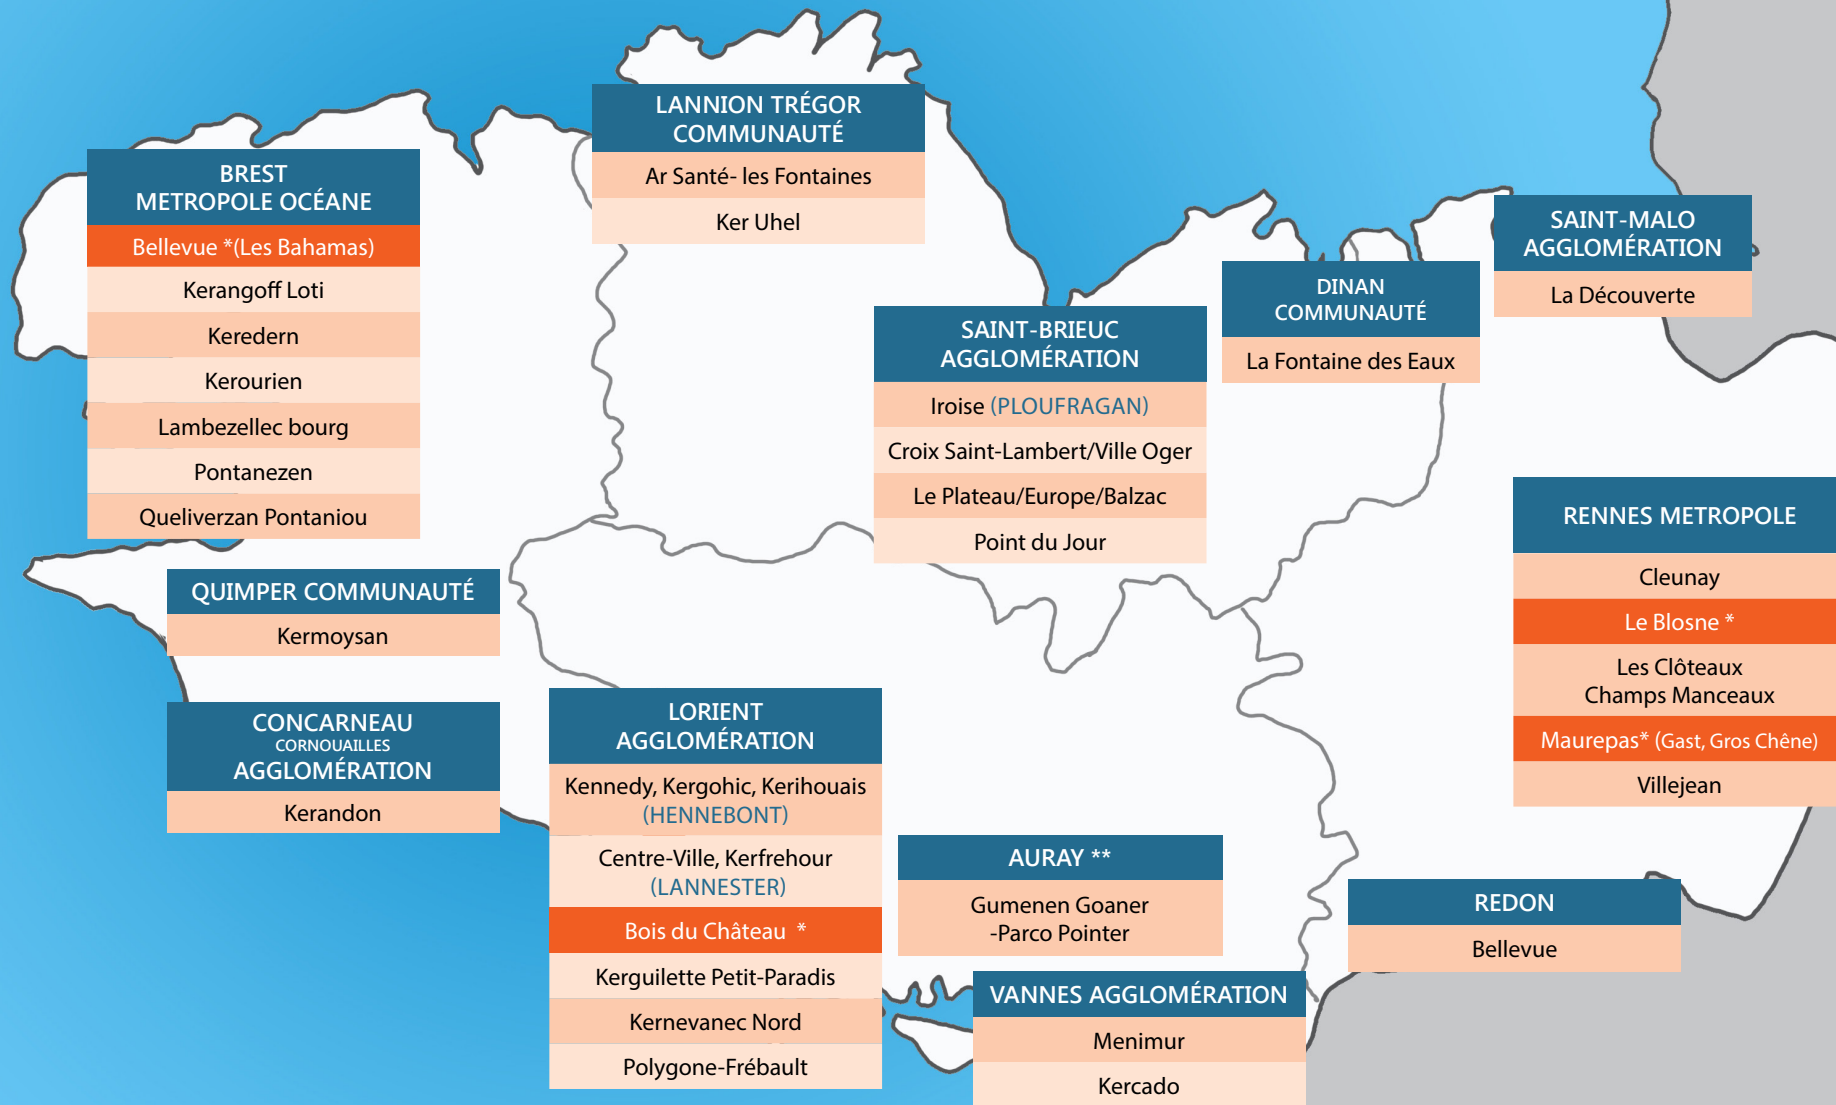 LANNION TRÉGOR
COMMUNAUTÉ
Ar Santé- les Fontaines
Ker Uhel
BREST
METROPOLE OCÉANE
Bellevue *(Les Bahamas)
Kerangoff Loti
Keredern
Kerourien
Lambezellec bourg
Pontanezen
Queliverzan Pontaniou
SAINT-MALO
AGGLOMÉRATION
La Découverte
DINAN
COMMUNAUTÉ
La Fontaine des Eaux
SAINT-BRIEUC
AGGLOMÉRATION
Iroise (PLOUFRAGAN)
Croix Saint-Lambert/Ville Oger
Le Plateau/Europe/Balzac
Point du Jour
RENNES METROPOLE
Cleunay
Le Blosne *
Les Clôteaux
Champs Manceaux
Maurepas* (Gast, Gros Chêne)
Villejean
QUIMPER COMMUNAUTÉ
Kermoysan
CONCARNEAU
CORNOUAILLES
AGGLOMÉRATION
Kerandon
LORIENT
AGGLOMÉRATION
Kennedy, Kergohic, Kerihouais
(HENNEBONT)
Centre-Ville, Kerfrehour
(LANNESTER)
Bois du Château *
Kerguilette Petit-Paradis
Kernevanec Nord
Polygone-Frébault
AURAY **
Gumenen Goaner
-Parco Pointer
REDON
Bellevue
VANNES AGGLOMÉRATION
Menimur
Kercado